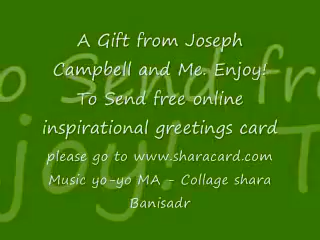 A Gift from Joseph
Campbell and Me. Enjoy!
To Send free online
inspirational greetings card
please go to www.sharacard.com
Music yo-yo MA - Collage shara
Banisadr